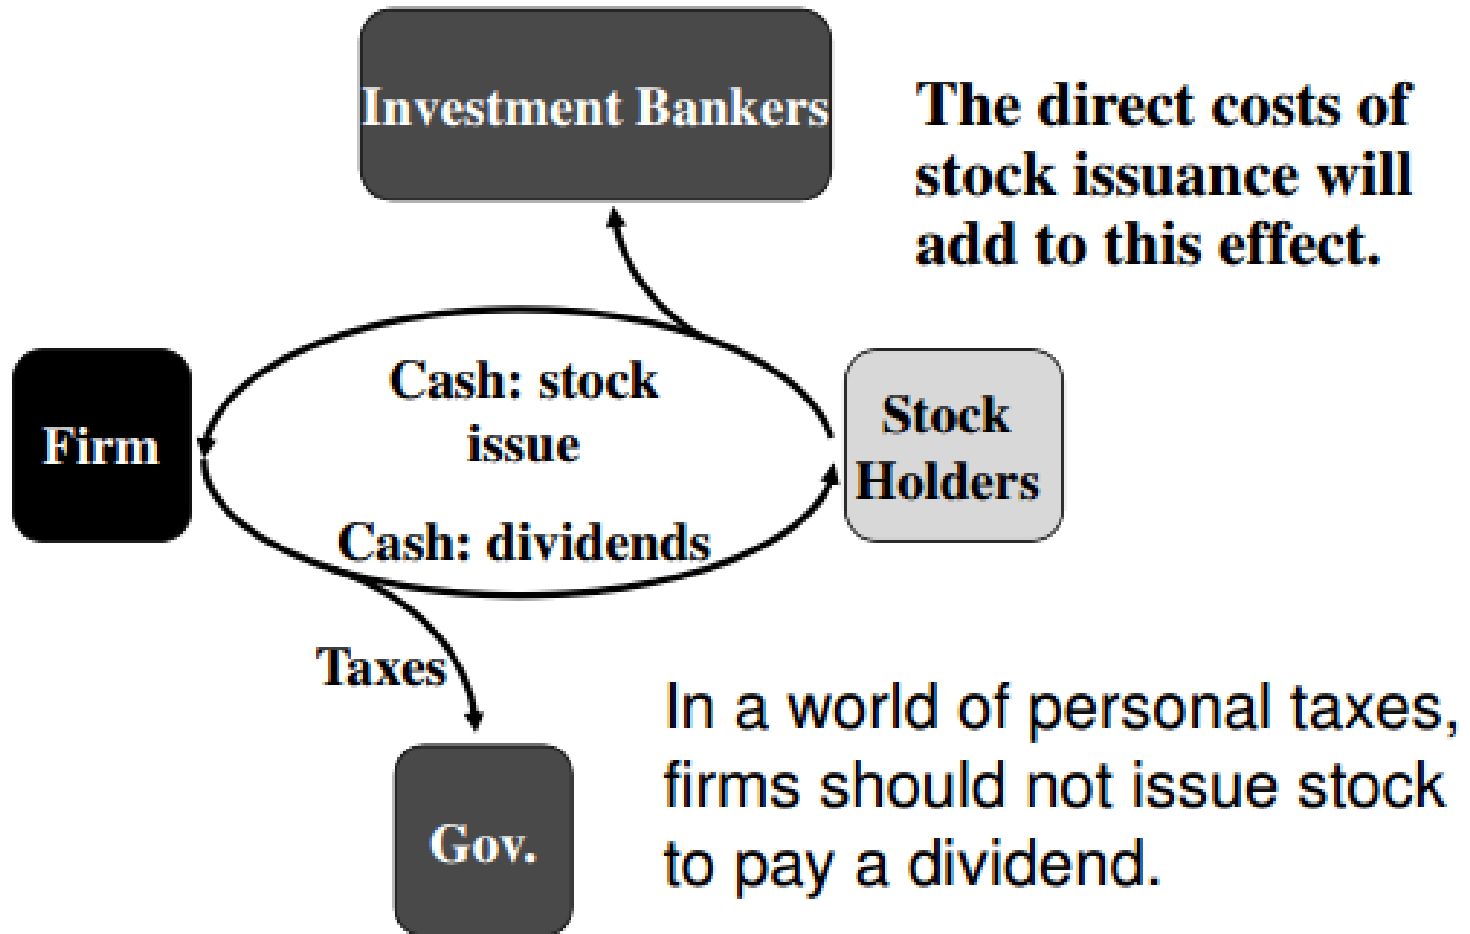 Investment Bankers
The direct costs of
stock issuance will
add to this effect.
Firm
Cash: stock
issue
Stock
Holders
Cash: dividends
Taxes
Gov.
In a world of personal taxes,
firms should not issue stock
to pay a dividend.